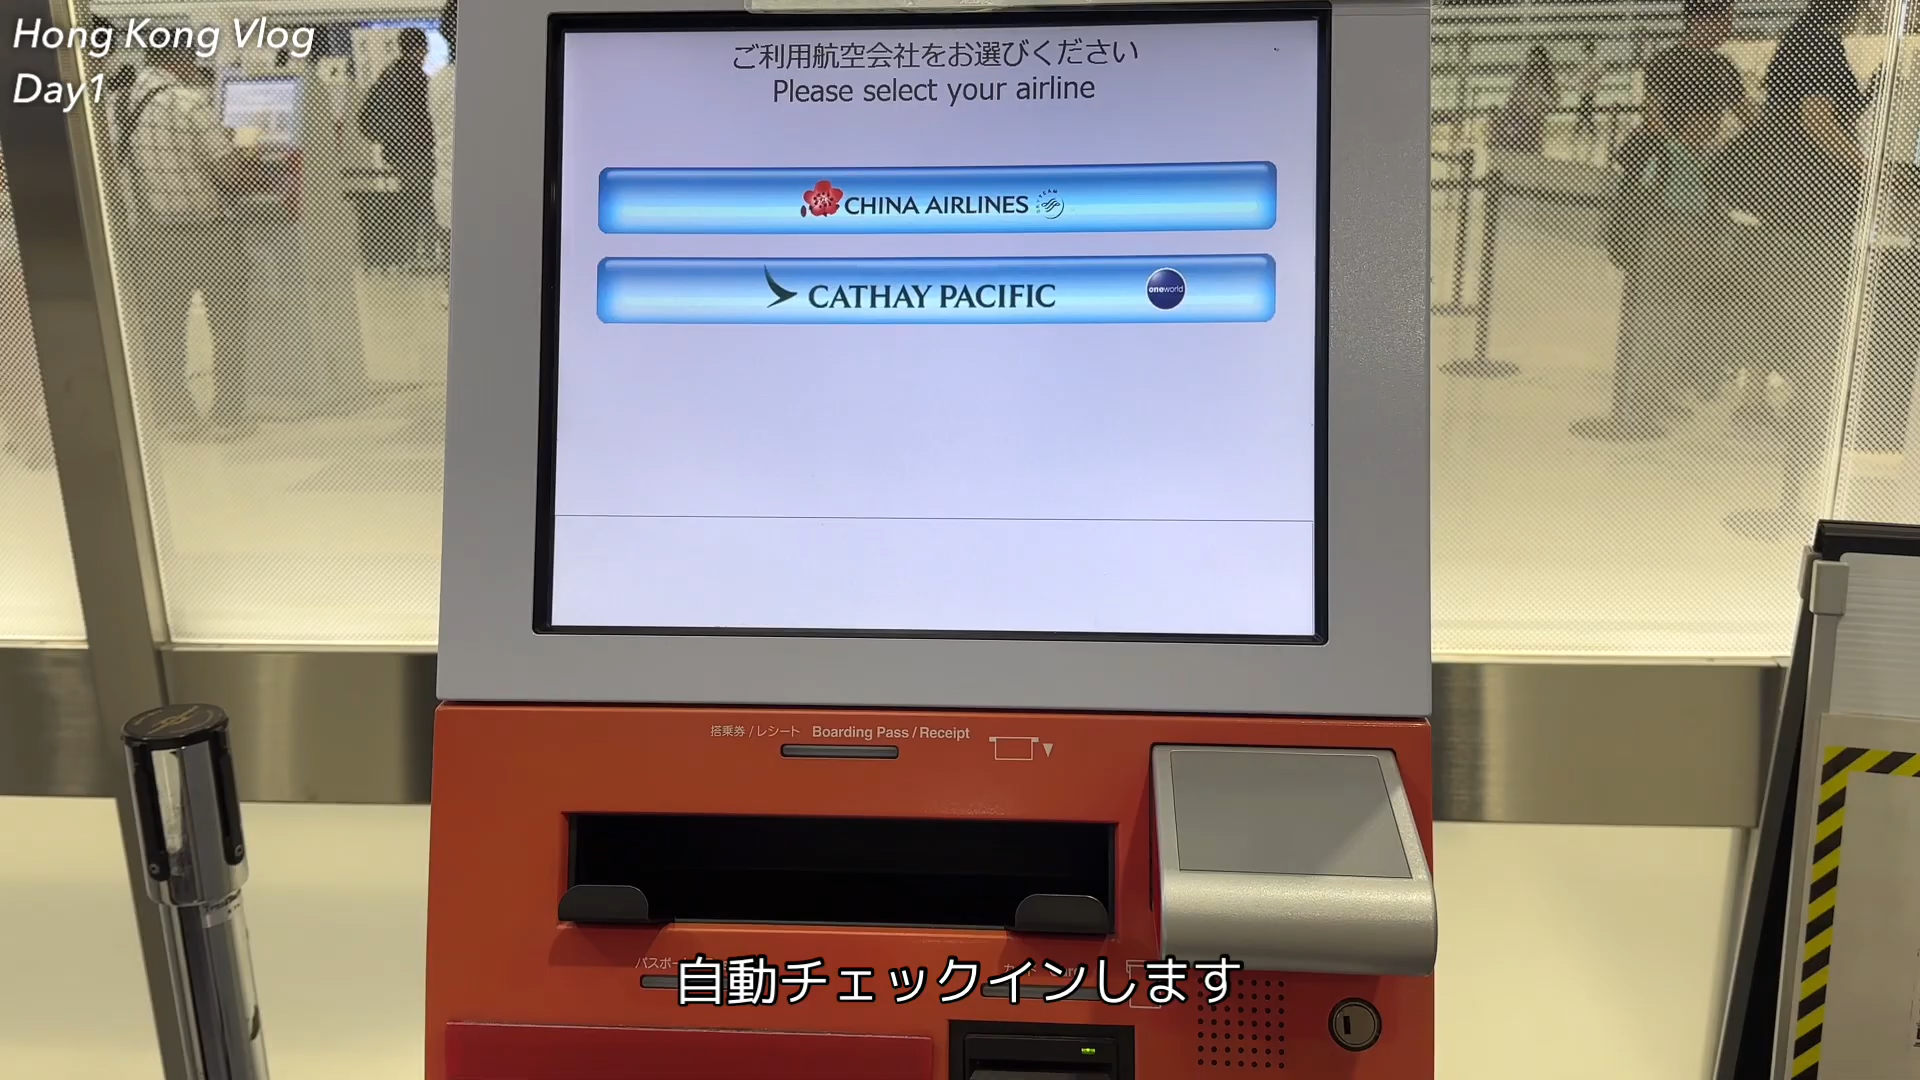 Hong Kong Vlog
Day1
ご利用航空会社をお選びください
Please select your airline
CHINA AIRLINES
CATHAY PACIFIC
oneworld
搭乗券 / レシート Boarding Pass / Receipt
自動チェックインします